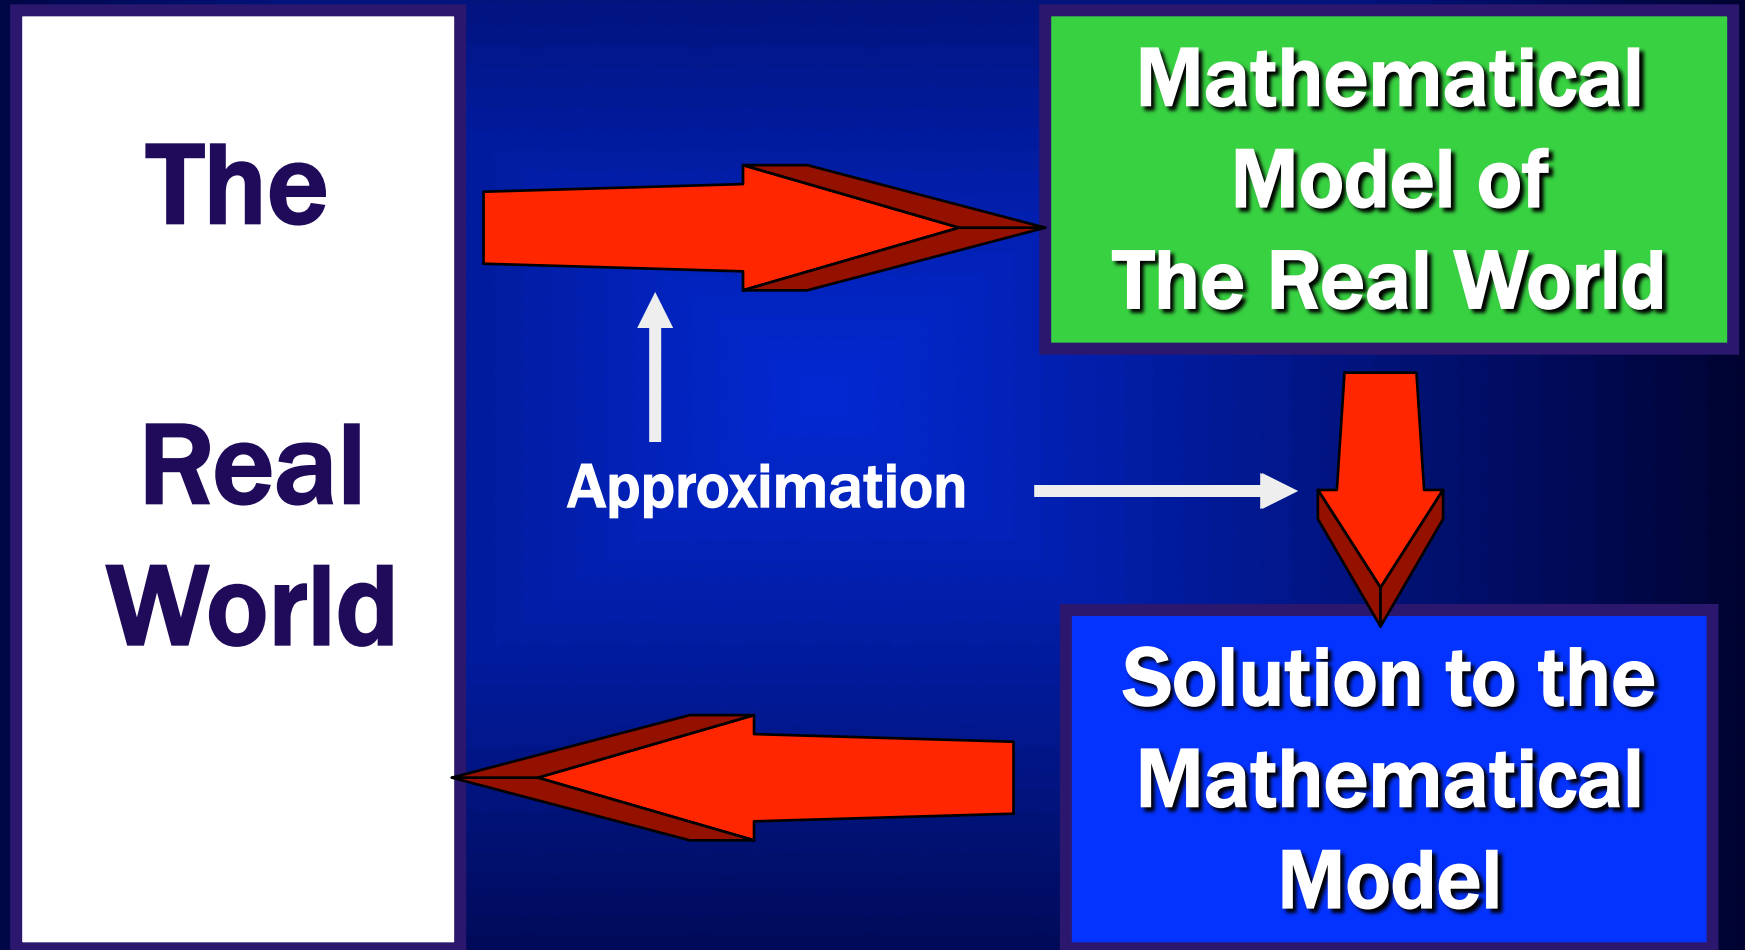 The
Real
World
Mathematical
Model of
The Real World
Approximation
Solution to the
Mathematical
Model